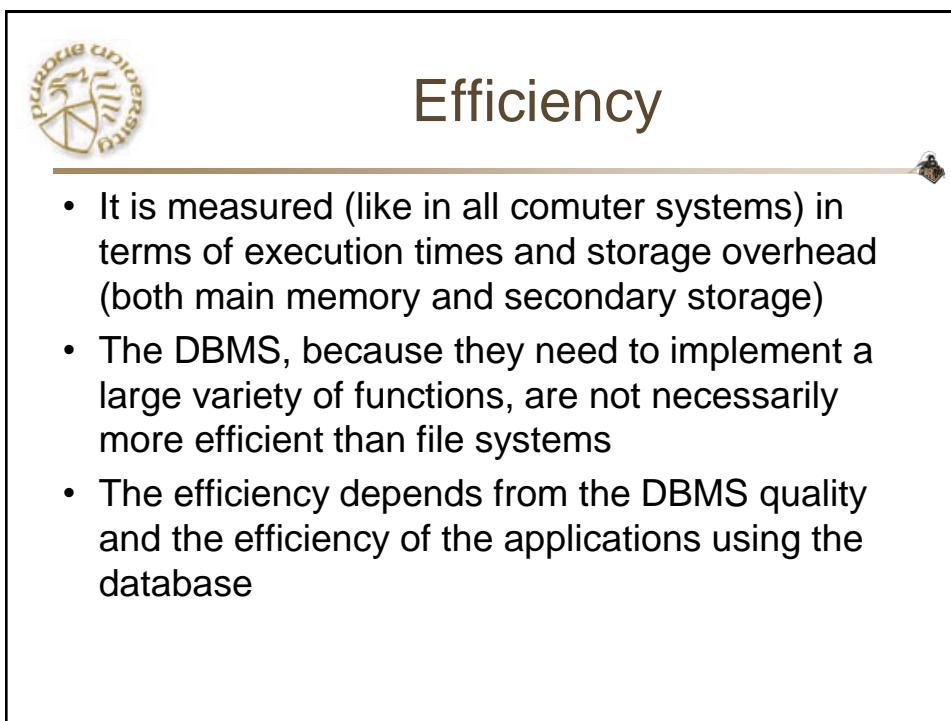 PURDUE UNIVERSITY
Efficiency
• It is measured (like in all comuter systems) in
terms of execution times and storage overhead
(both main memory and secondary storage)
• The DBMS, because they need to implement a
large variety of functions, are not necessarily
more efficient than file systems
• The efficiency depends from the DBMS quality
and the efficiency of the applications using the
database